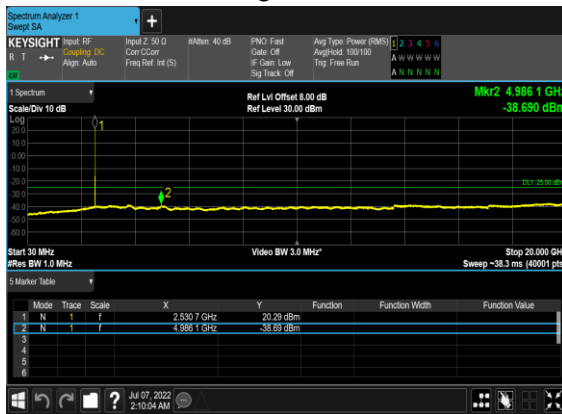 Spectrum Analyzer 1
Swept SA
KEYSIGHT Input: RF Input Z: 50 Ω #Atten: 40 dB PNO: Fast Avg Type: Power (RMS) 1 2 3 4 5 6
R T Coupling: DC Corr CCorr Gate: Off Avg|Hold: 100/100 A W W W W W
Align: Auto Freq Ref: Int (S) IF Gain: Low Trig: Free Run
Sig Track: Off A N N N N N
1 Spectrum
Scale/Div 10 dB
Ref Lvl Offset 8.00 dB
Ref Level 30.00 dBm
Mkr2 4.986 1 GHz
-38.690 dBm
Log
20.0
10.0
0.00
-10.0
-20.0
-30.0
-40.0
-50.0
-60.0
1
2
DL1 -25.00 dBm
Start 30 MHz Video BW 3.0 MHz* Stop 20.000 GHz
#Res BW 1.0 MHz Sweep ~38.3 ms (40001 pts)
5 Marker Table
Mode Trace Scale X Y Function Function Width Function Value
1 N 1 f 2.530 7 GHz 20.29 dBm
2 N 1 f 4.986 1 GHz -38.69 dBm
3
4
5
6
? Jul 07, 2022
2:10:04 AM